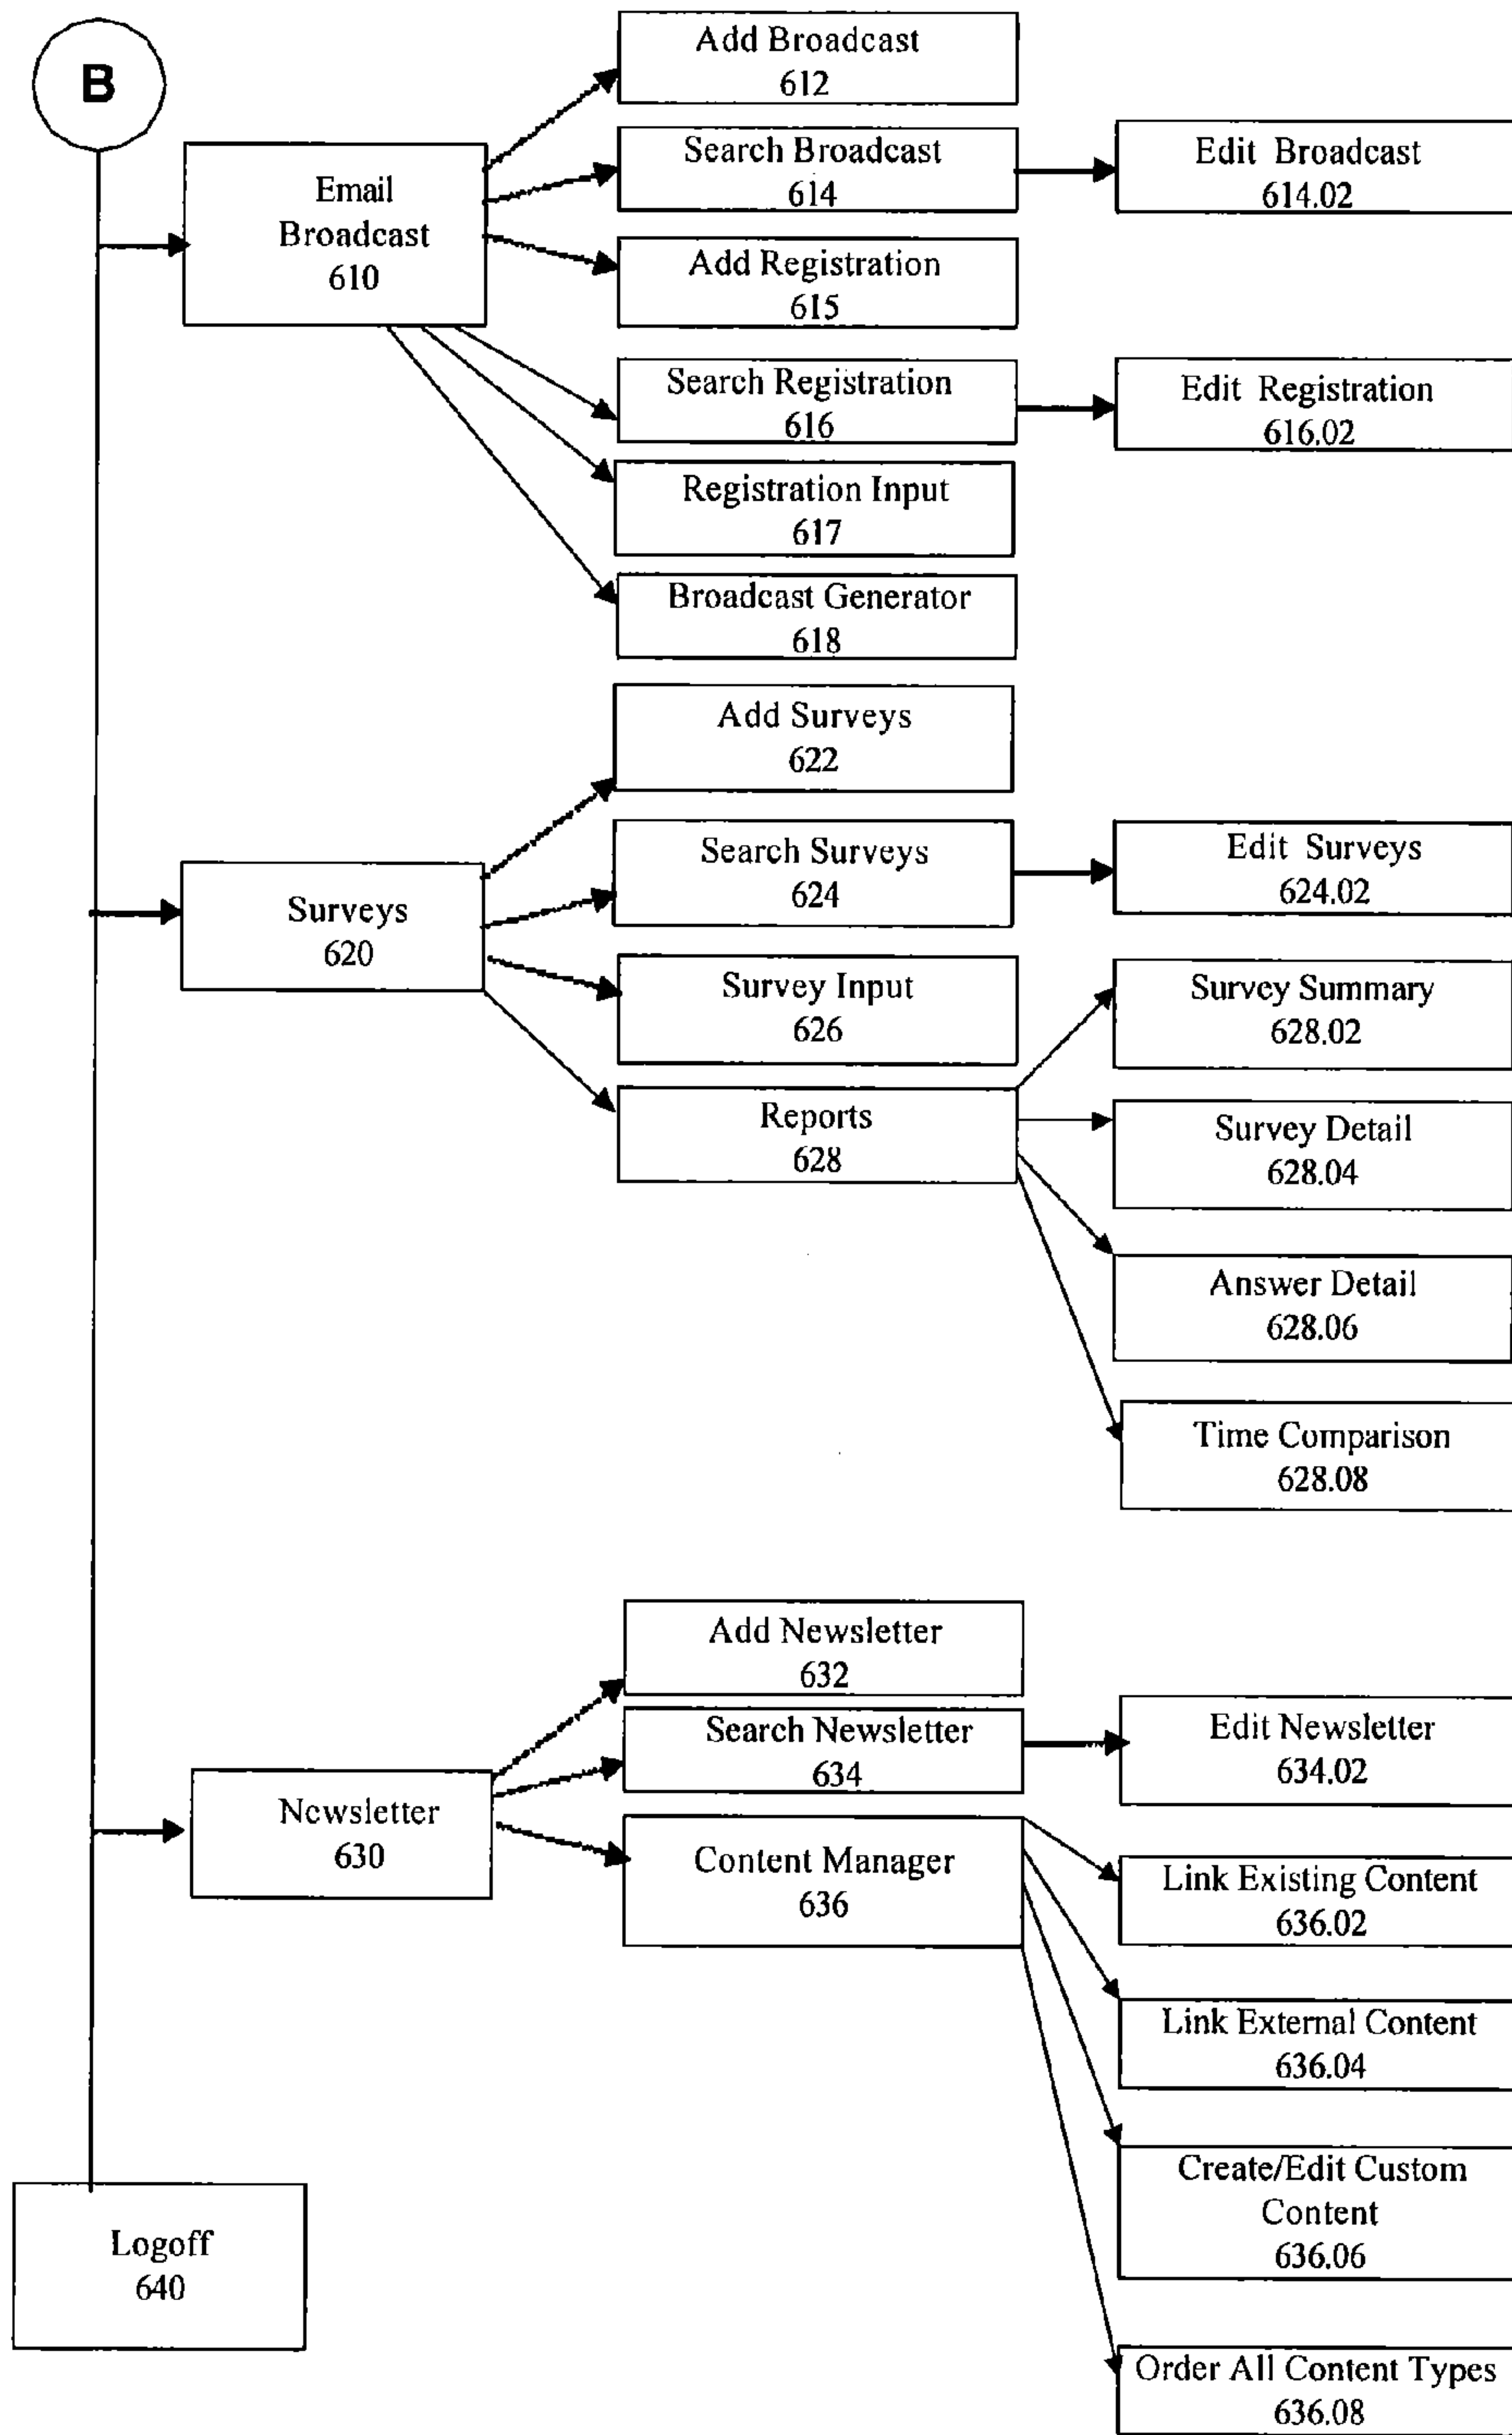 B
Email
Broadcast
610
Add Broadcast
612
Search Broadcast
614
Edit Broadcast
614.02
Add Registration
615
Search Registration
616
Edit Registration
616.02
Registration Input
617
Broadcast Generator
618
Surveys
620
Add Surveys
622
Search Surveys
624
Edit Surveys
624.02
Survey Input
626
Reports
628
Survey Summary
628.02
Survey Detail
628.04
Answer Detail
628.06
Time Comparison
628.08
Newsletter
630
Add Newsletter
632
Search Newsletter
634
Edit Newsletter
634.02
Content Manager
636
Link Existing Content
636.02
Link External Content
636.04
Create/Edit Custom
Content
636.06
Order All Content Types
636.08
Logoff
640